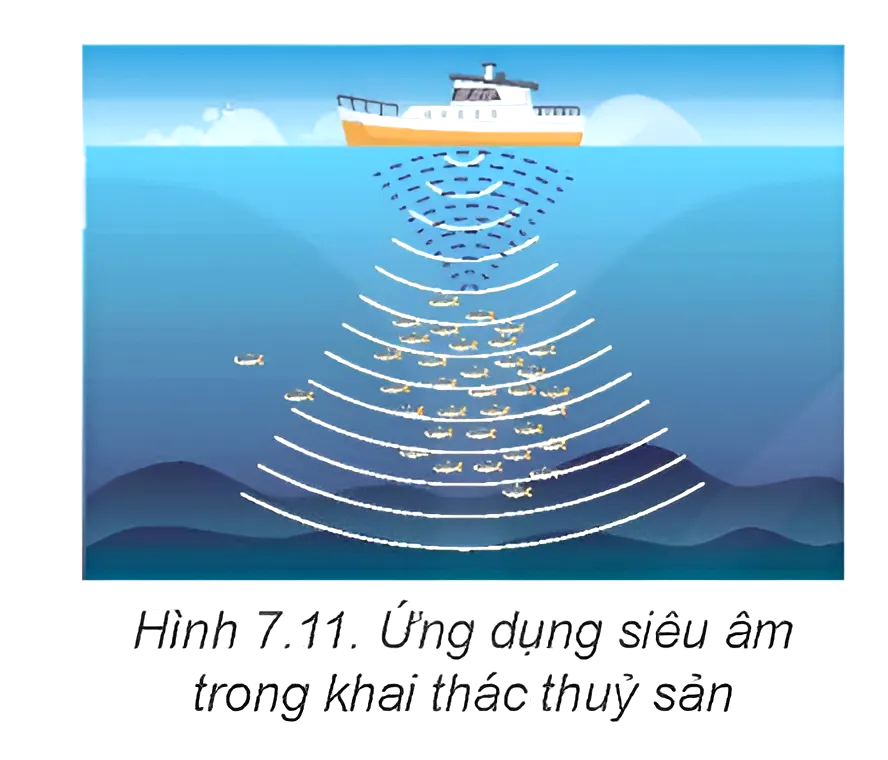 Hình 7.11. Ứng dụng siêu âm
trong khai thác thuỷ sản